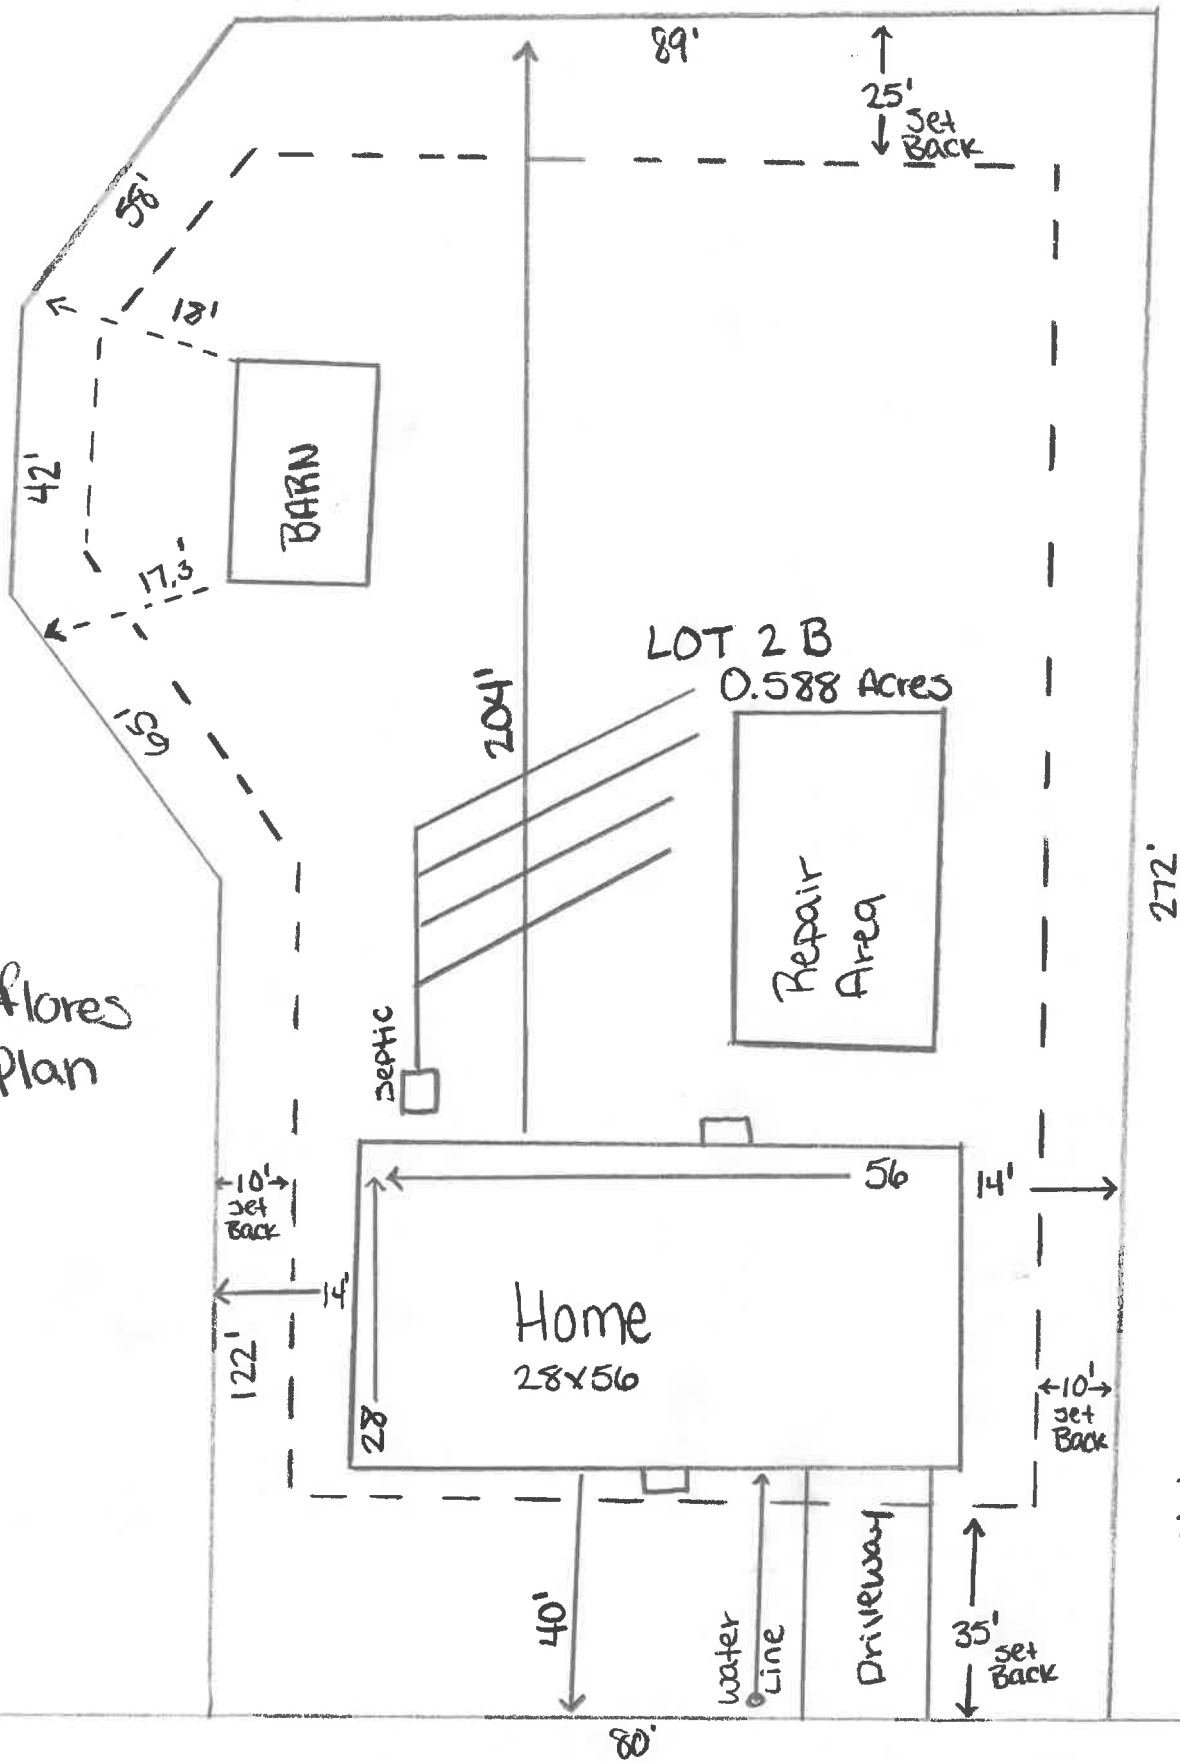 89'
25'
Set
Back
58'
18'
42'
BARN
17.3'
LOT 2 B
0.588 Acres
204'
65'
272'
Repair
Area
flores
Plan
septic
56
14'
10'
set
Back
14'
Home
28x56
28
122'
10'
set
Back
40'
water
Line
Driveway
35'
set
Back
80'